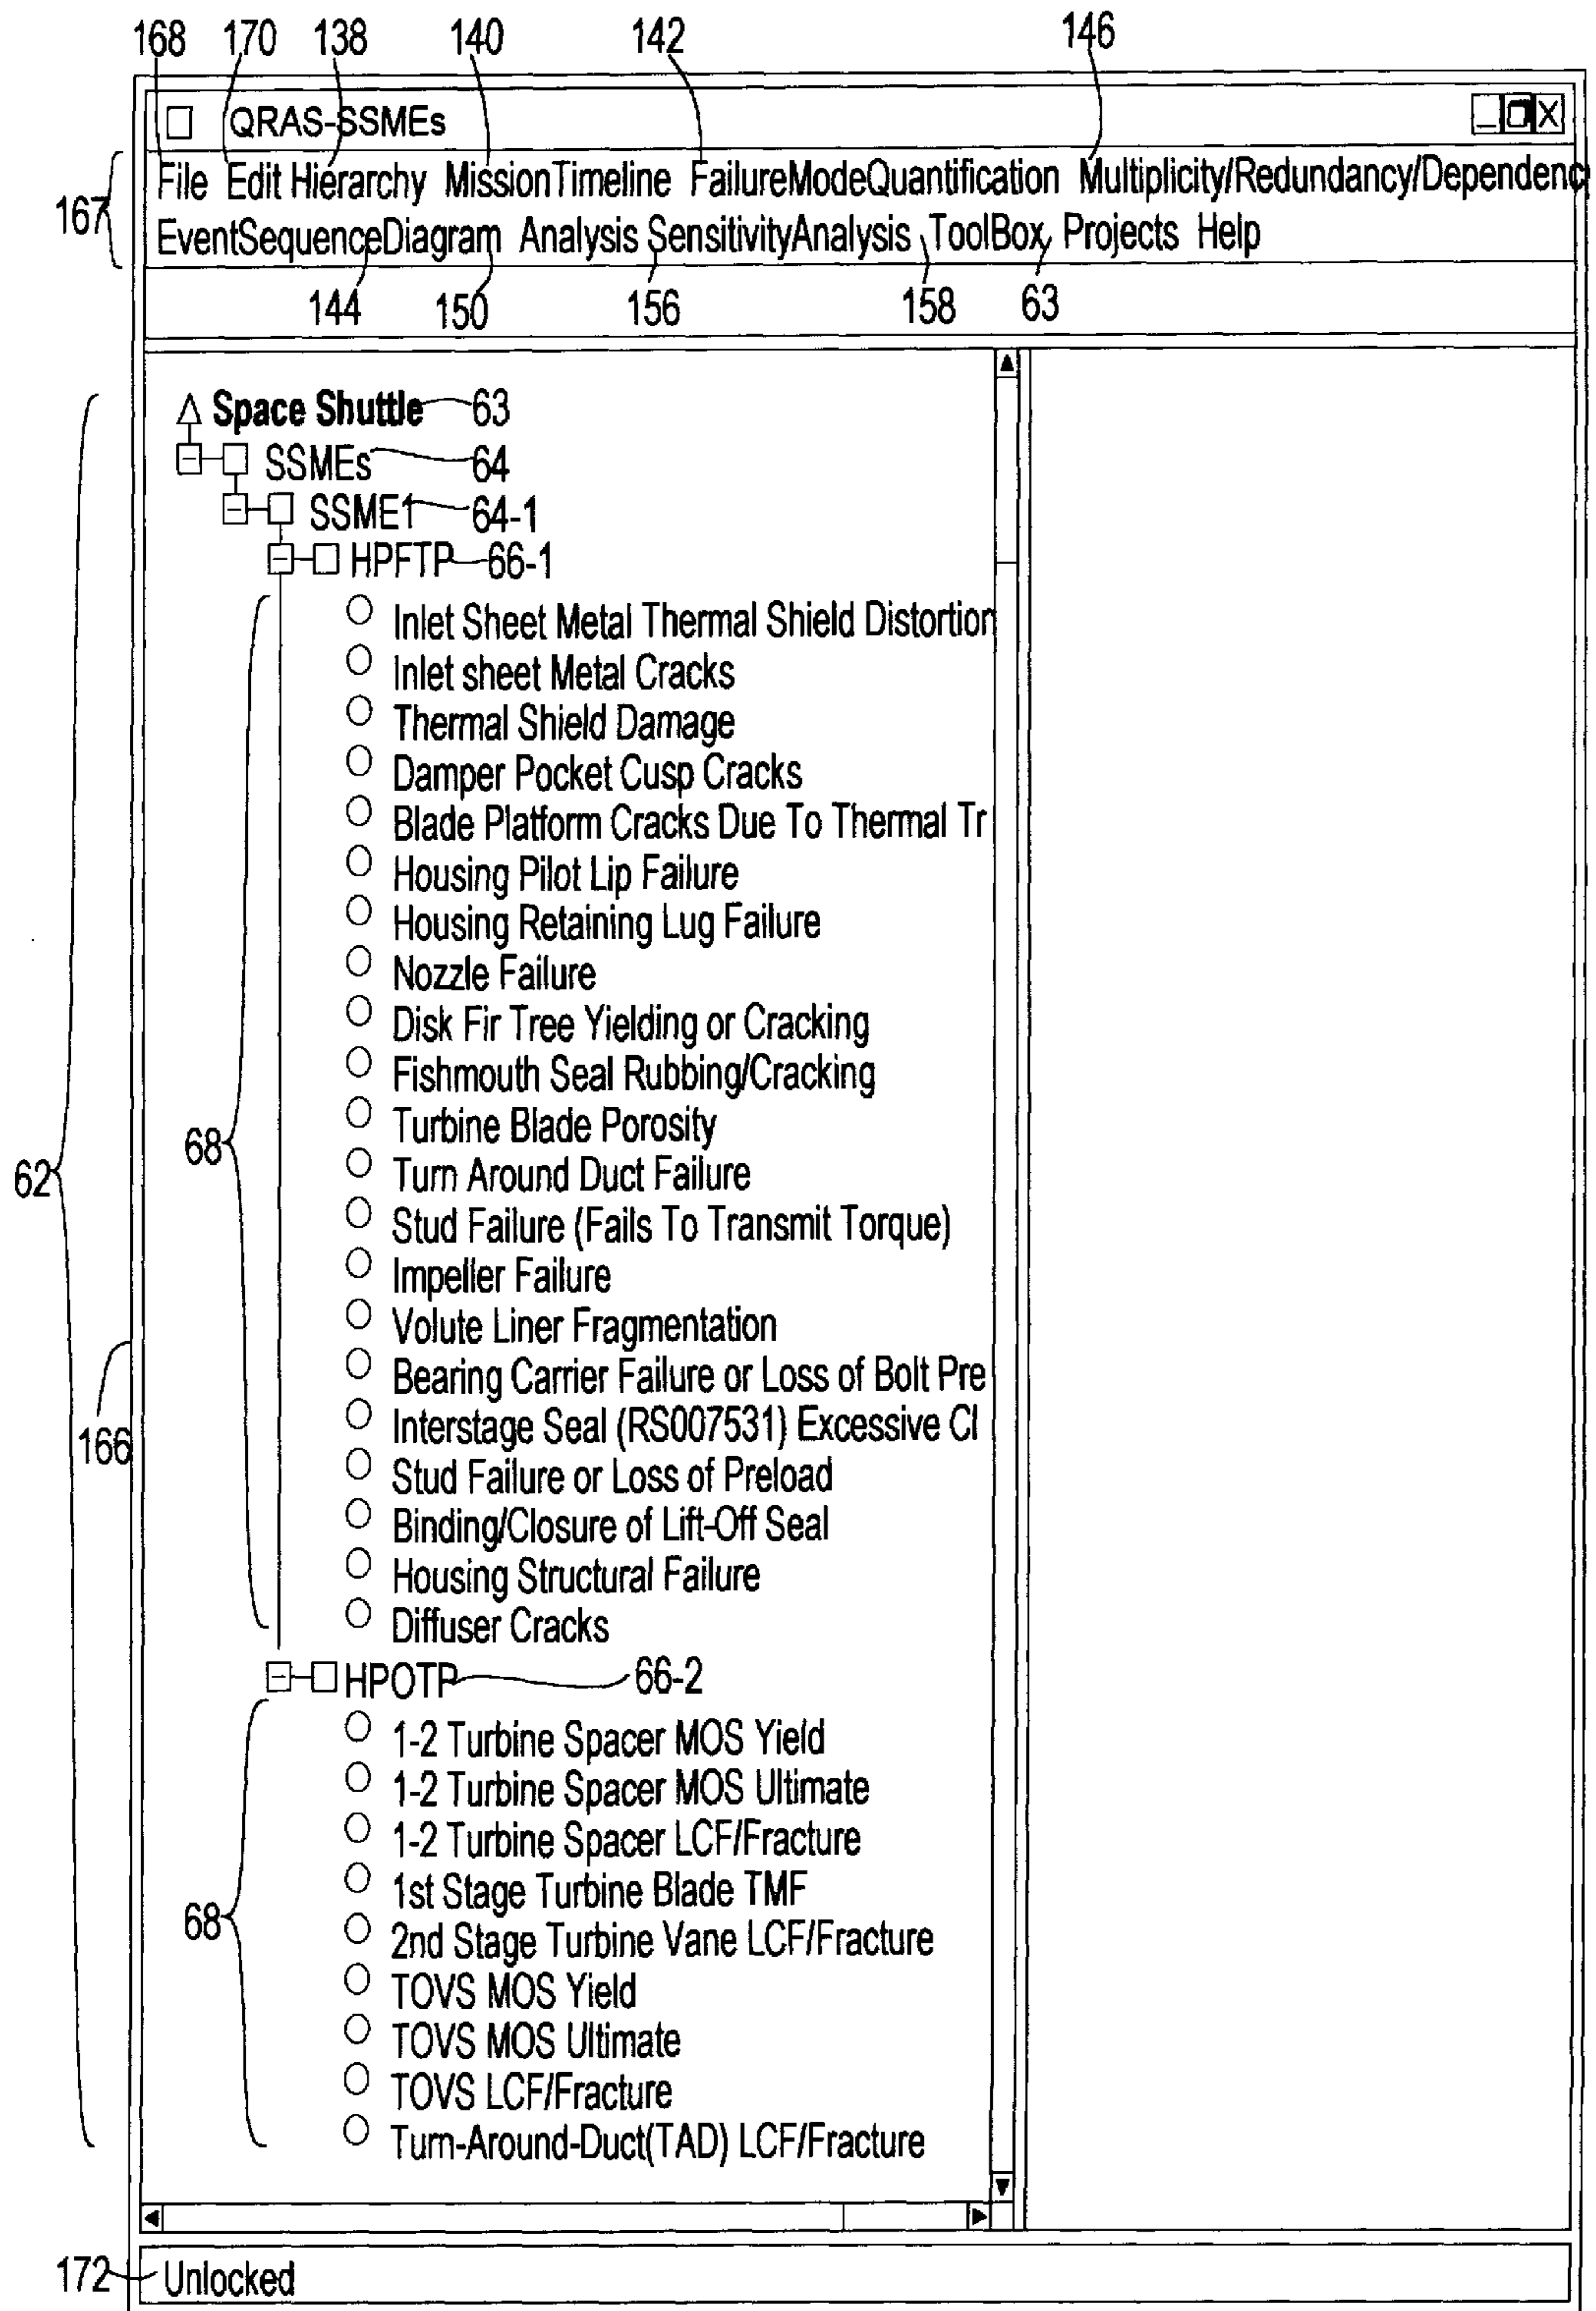 168 170 138 140 142 146
QRAS-SSMEs
File Edit Hierarchy MissionTimeline FailureModeQuantification Multiplicity/Redundancy/Dependenc
167
EventSequenceDiagram Analysis SensitivityAnalysis ToolBox Projects Help
144 150 156 158 63
Space Shuttle 63
SSMEs 64
SSME1 64-1
HPFTP 66-1
Inlet Sheet Metal Thermal Shield Distortion
Inlet sheet Metal Cracks
Thermal Shield Damage
Damper Pocket Cusp Cracks
Blade Platform Cracks Due To Thermal Tr
Housing Pilot Lip Failure
Housing Retaining Lug Failure
Nozzle Failure
Disk Fir Tree Yielding or Cracking
Fishmouth Seal Rubbing/Cracking
Turbine Blade Porosity
68
Turn Around Duct Failure
62
Stud Failure (Fails To Transmit Torque)
Impeller Failure
Volute Liner Fragmentation
Bearing Carrier Failure or Loss of Bolt Pre
Interstage Seal (RS007531) Excessive Cl
166
Stud Failure or Loss of Preload
Binding/Closure of Lift-Off Seal
Housing Structural Failure
Diffuser Cracks
HPOTP 66-2
1-2 Turbine Spacer MOS Yield
1-2 Turbine Spacer MOS Ultimate
1-2 Turbine Spacer LCF/Fracture
1st Stage Turbine Blade TMF
68
2nd Stage Turbine Vane LCF/Fracture
TOVS MOS Yield
TOVS MOS Ultimate
TOVS LCF/Fracture
Turn-Around-Duct(TAD) LCF/Fracture
172 Unlocked